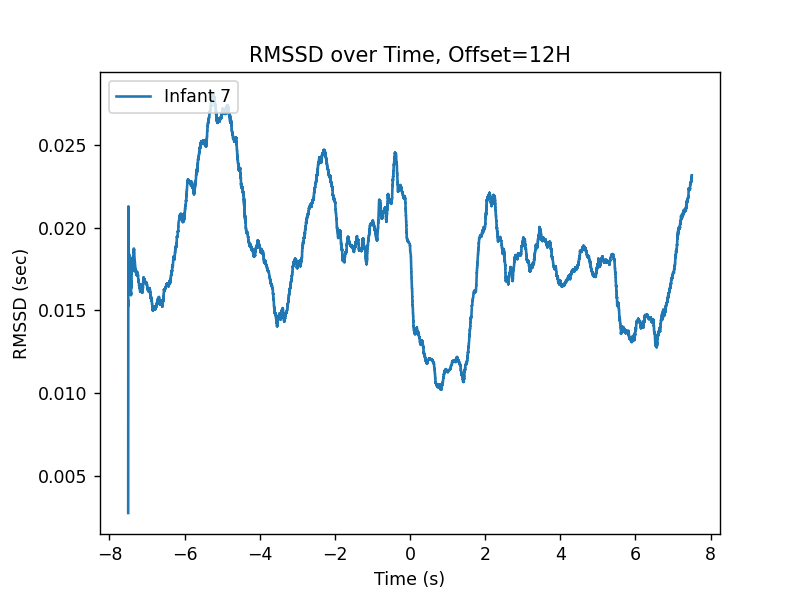 RMSSD over Time, Offset=12H
Infant 7
RMSSD (sec)
0.025
0.020
0.015
0.010
0.005
−8 −6 −4 −2 0 2 4 6 8
Time (s)